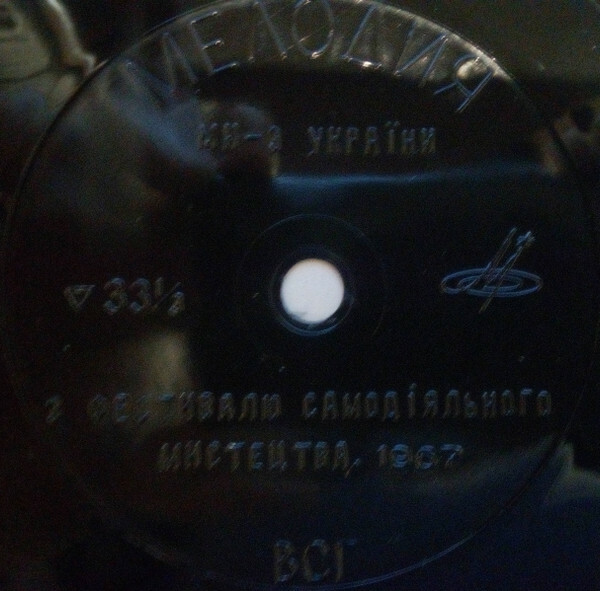 МЕЛОДИЯ
УКРАЇНИ
▽ 33⅓
З ФЕСТИВАЛЮ САМОДІЯЛЬНОГО
МИСТЕЦТВА, 1967
ВСГ